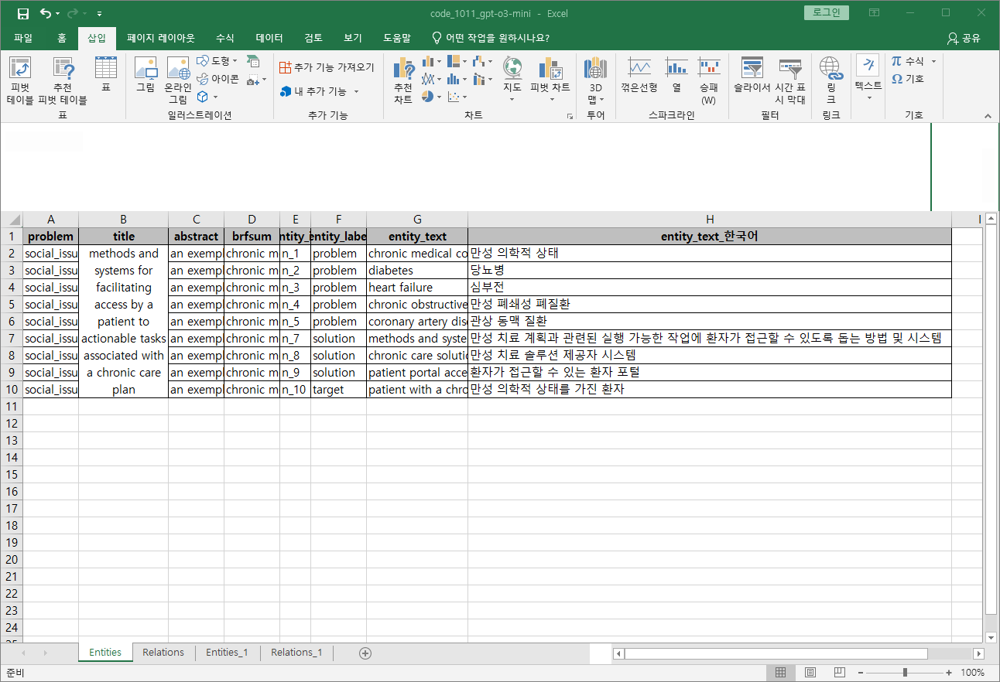 code_1011_gpt-o3-mini - Excel
로그인
파일 홈 삽입 페이지 레이아웃 수식 데이터 검토 보기 도움말 어떤 작업을 원하시나요? 공유
피벗 테이블
추천 피벗 테이블
표
표
그림
온라인 그림
도형
아이콘
일러스트레이션
추가 기능 가져오기
내 추가 기능
추가 기능
추천 차트
지도
피벗 차트
차트
3D 맵
투어
꺾은선형
열
승패 (W)
스파크라인
슬라이서
시간 표시 막대
필터
링크
링크
텍스트
π 수식
Ω 기호
기호
A B C D E F G H I
1 problem title abstract brfsum ntity_ entity_labe entity_text entity_text_한국어
2 social_issu methods and an exempl chronic m n_1 problem chronic medical co 만성 의학적 상태
3 social_issu systems for an exempl chronic m n_2 problem diabetes 당뇨병
4 social_issu facilitating an exempl chronic m n_3 problem heart failure 심부전
5 social_issu access by a an exempl chronic m n_4 problem chronic obstructive 만성 폐쇄성 폐질환
6 social_issu patient to an exempl chronic m n_5 problem coronary artery dis 관상 동맥 질환
7 social_issu actionable tasks an exempl chronic m n_7 solution methods and syste 만성 치료 계획과 관련된 실행 가능한 작업에 환자가 접근할 수 있도록 돕는 방법 및 시스템
8 social_issu associated with an exempl chronic m n_8 solution chronic care soluti 만성 치료 솔루션 제공자 시스템
9 social_issu a chronic care an exempl chronic m n_9 solution patient portal acce 환자가 접근할 수 있는 환자 포털
10 social_issu plan an exempl chronic m n_10 target patient with a chro 만성 의학적 상태를 가진 환자
11
12
13
14
15
16
17
18
19
20
21
22
23
24
Entities Relations Entities_1 Relations_1
준비
100%